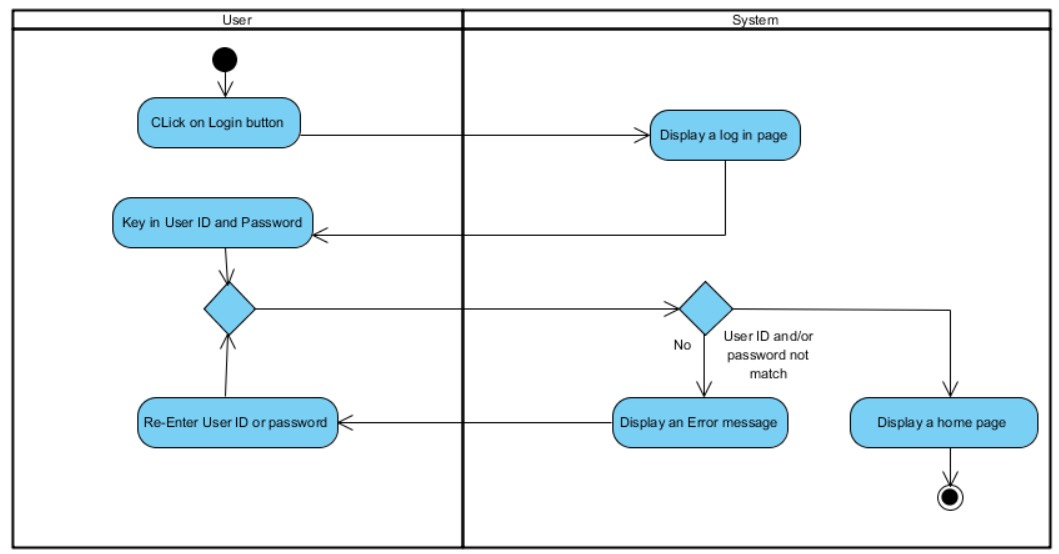 User
System
CLick on Login button
Display a log in page
Key in User ID and Password
No
User ID and/or
password not
match
Re-Enter User ID or password
Display an Error message
Display a home page